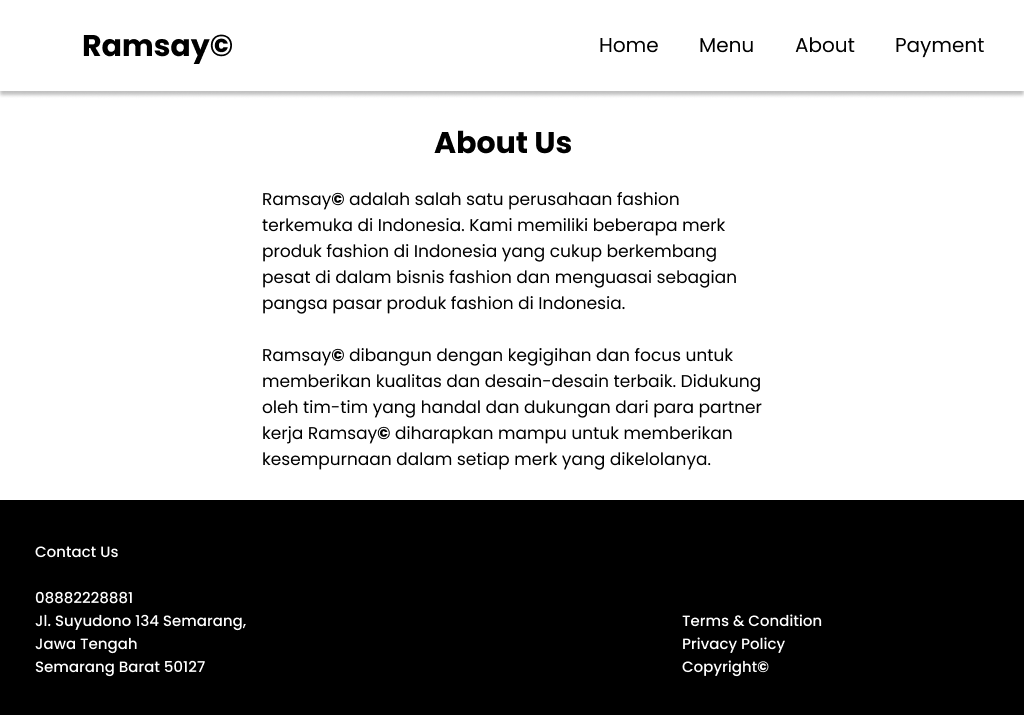 Ramsay©
Home Menu About Payment
About Us
Ramsay© adalah salah satu perusahaan fashion
terkemuka di Indonesia. Kami memiliki beberapa merk
produk fashion di Indonesia yang cukup berkembang
pesat di dalam bisnis fashion dan menguasai sebagian
pangsa pasar produk fashion di Indonesia.
Ramsay© dibangun dengan kegigihan dan focus untuk
memberikan kualitas dan desain-desain terbaik. Didukung
oleh tim-tim yang handal dan dukungan dari para partner
kerja Ramsay© diharapkan mampu untuk memberikan
kesempurnaan dalam setiap merk yang dikelolanya.
Contact Us
08882228881
Jl. Suyudono 134 Semarang,
Jawa Tengah
Semarang Barat 50127
Terms & Condition
Privacy Policy
Copyright©